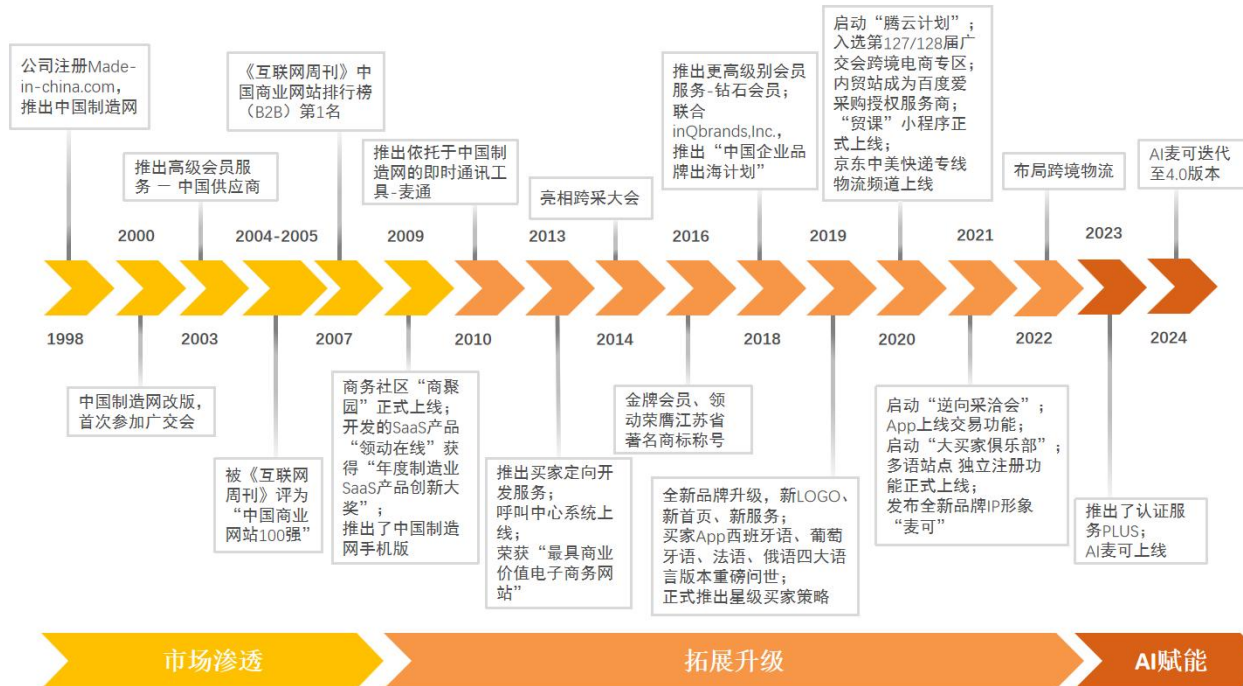 公司注册Made-
in-china.com，
推出中国制造网
推出高级会员服
务 — 中国供应商
《互联网周刊》中
国商业网站排行榜
（B2B）第1名
推出依托于中国制
造网的即时通讯工
具-麦通
亮相跨采大会
推出更高级别会员
服务-钻石会员；
联合
inQbrands,Inc.，
推出“中国企业品
牌出海计划”
启动“腾云计划”；
入选第127/128届广
交会跨境电商专区；
内贸站成为百度爱
采购授权服务商；
“贸课”小程序正
式上线；
京东中美快递专线
物流频道上线
布局跨境物流
AI麦可迭代
至4.0版本
2000
2004-2005
2009
2013
2016
2019
2021
2023
1998
2003
2007
2010
2014
2018
2020
2022
2024
中国制造网改版，
首次参加广交会
被《互联网
周刊》评为
“中国商业
网站100强”
商务社区“商聚
园”正式上线；
开发的SaaS产品
“领动在线”获
得“年度制造业
SaaS产品创新大
奖”；
推出了中国制造
网手机版
推出买家定向开
发服务；
呼叫中心系统上
线；
荣获“最具商业
价值电子商务网
站”
金牌会员、领
动荣膺江苏省
著名商标称号
全新品牌升级，新LOGO、
新首页、新服务；
买家App西班牙语、葡萄
牙语、法语、俄语四大语
言版本重磅问世；
正式推出星级买家策略
启动“逆向采洽会”；
App上线交易功能；
启动“大买家俱乐部”；
多语站点 独立注册功
能正式上线；
发布全新品牌IP形象
“麦可”
推出了认证服
务PLUS；
AI麦可上线
市场渗透
拓展升级
AI赋能